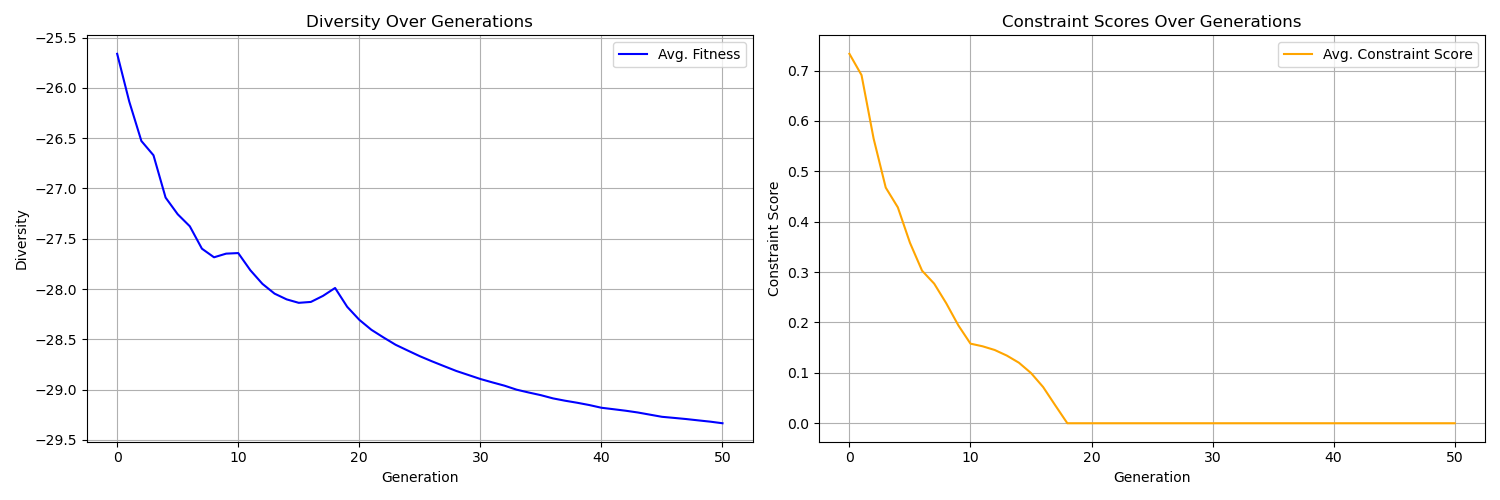 Diversity Over Generations
Avg. Fitness
−25.5
−26.0
−26.5
−27.0
−27.5
−28.0
−28.5
−29.0
−29.5
Diversity
0 10 20 30 40 50
Generation
Constraint Scores Over Generations
Avg. Constraint Score
0.7
0.6
0.5
0.4
0.3
0.2
0.1
0.0
Constraint Score
0 10 20 30 40 50
Generation